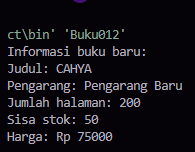 ct\bin' 'Buku012'
Informasi buku baru:
Judul: CAHYA
Pengarang: Pengarang Baru
Jumlah halaman: 200
Sisa stok: 50
Harga: Rp 75000